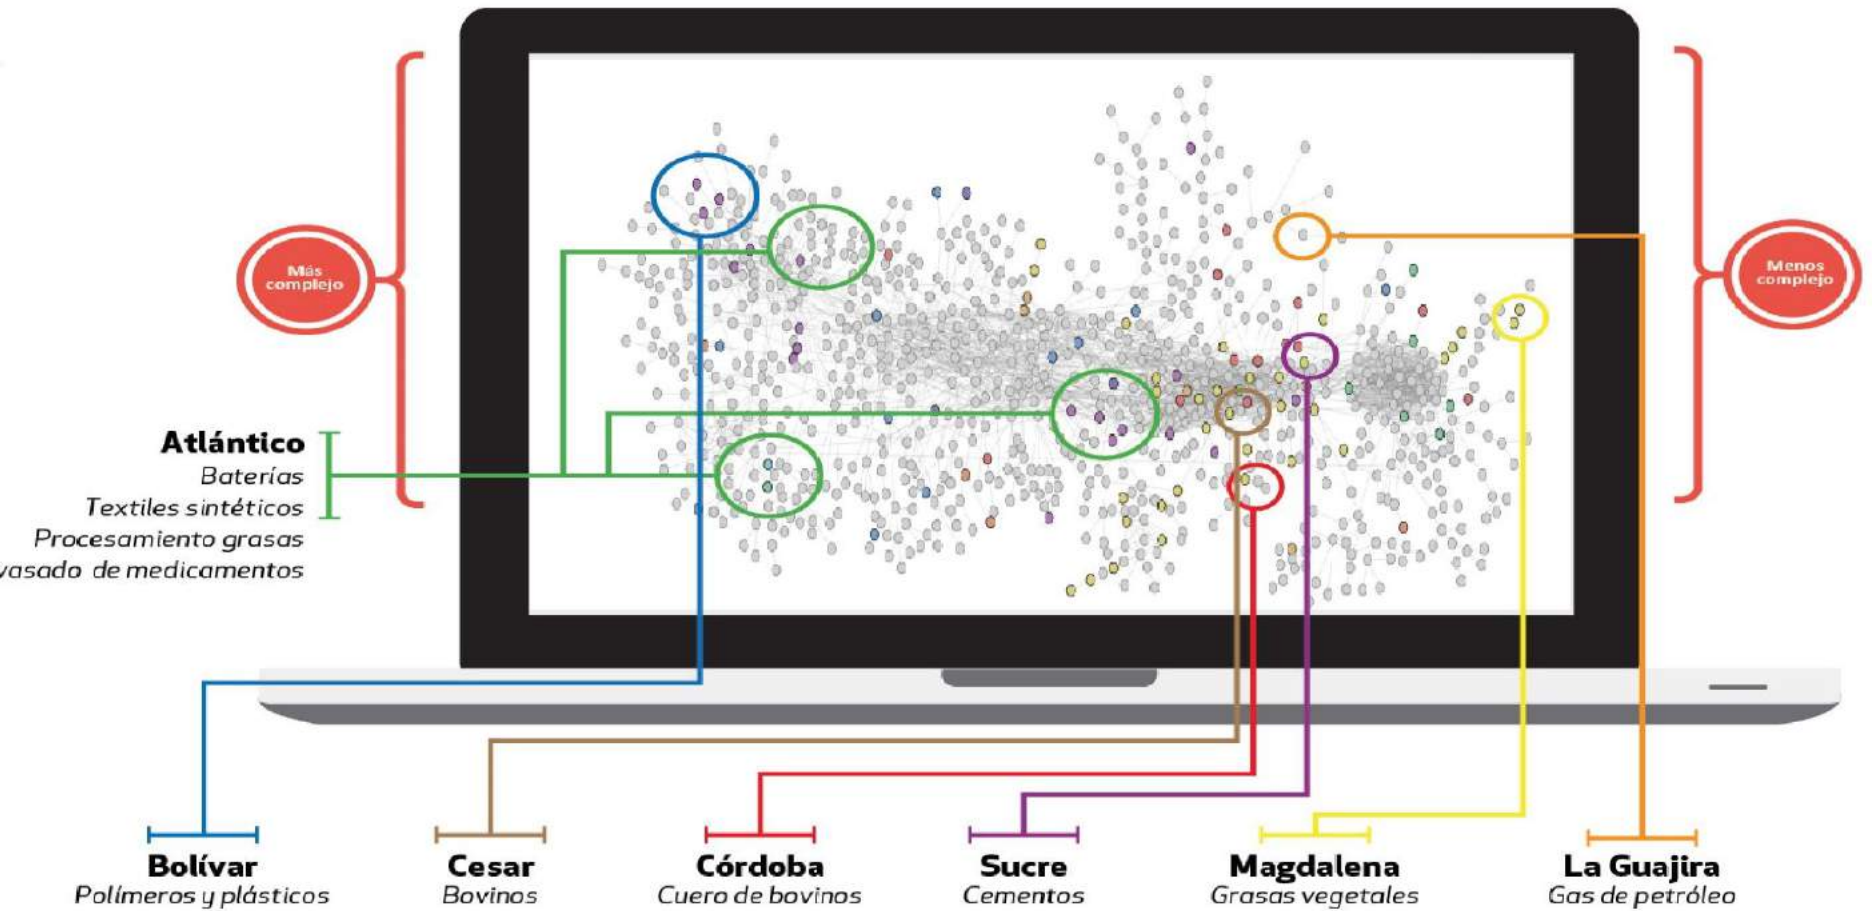 Más
complejo
Menos
complejo
Atlántico
Baterías
Textiles sintéticos
Procesamiento grasas
de medicamentos
Bolívar
Polímeros y plásticos
Cesar
Bovinos
Córdoba
Cuero de bovinos
Sucre
Cementos
Magdalena
Grasas vegetales
La Guajira
Gas de petróleo